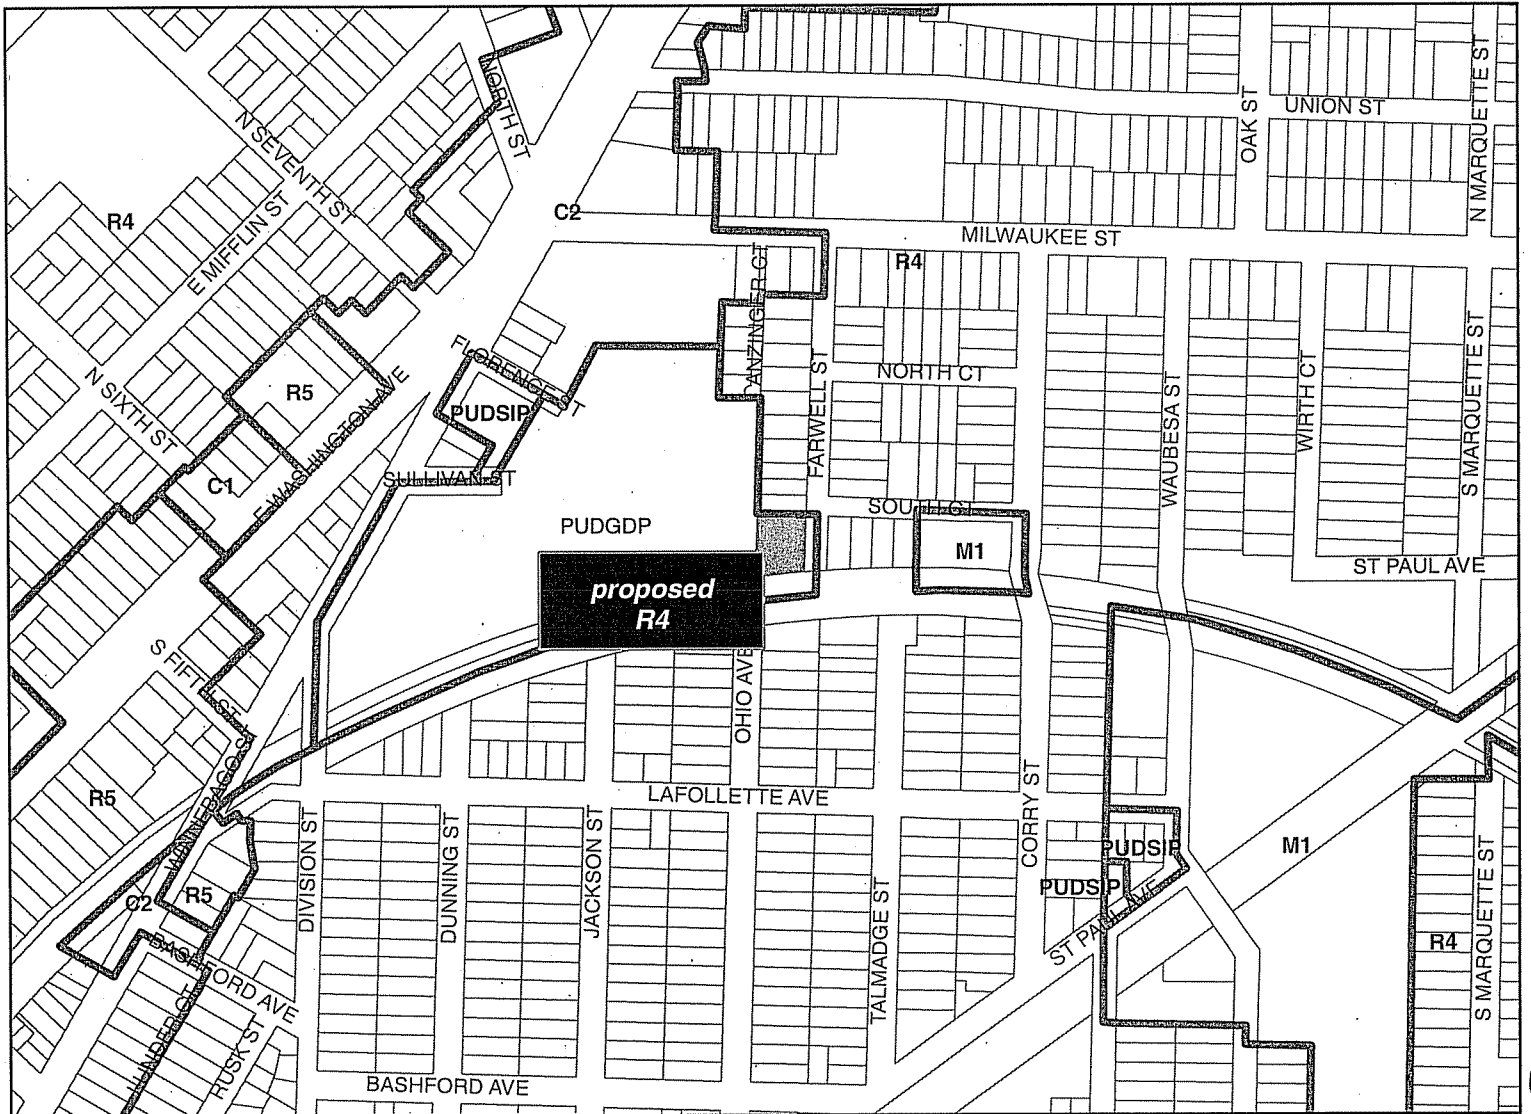 NORTH ST
UNION ST
OAK ST
N MARQUETTE ST
N SEVENTH ST
R4
E MIFFLIN ST
C2
MILWAUKEE ST
R4
ANZINGER CT
FLORENCE ST
N SIXTH ST
R5
E WASHINGTON AVE
PUDSIP
NORTH CT
FARWELL ST
WAUBESA ST
WIRTH CT
S MARQUETTE ST
C1
SULLIVAN ST
SOUTH CT
PUDGDP
M1
ST PAUL AVE
proposed
R4
S FIFTH ST
OHIO AVE
R5
WINNEBAGO ST
LAFOLLETTE AVE
CORRY ST
M1
PUDSIP
PUDSIP
C2
R5
DIVISION ST
DUNNING ST
JACKSON ST
TALMADGE ST
ST PAUL AVE
R4
S MARQUETTE ST
BASHFORD AVE
LINDER CT
RUSK ST
BASHFORD AVE